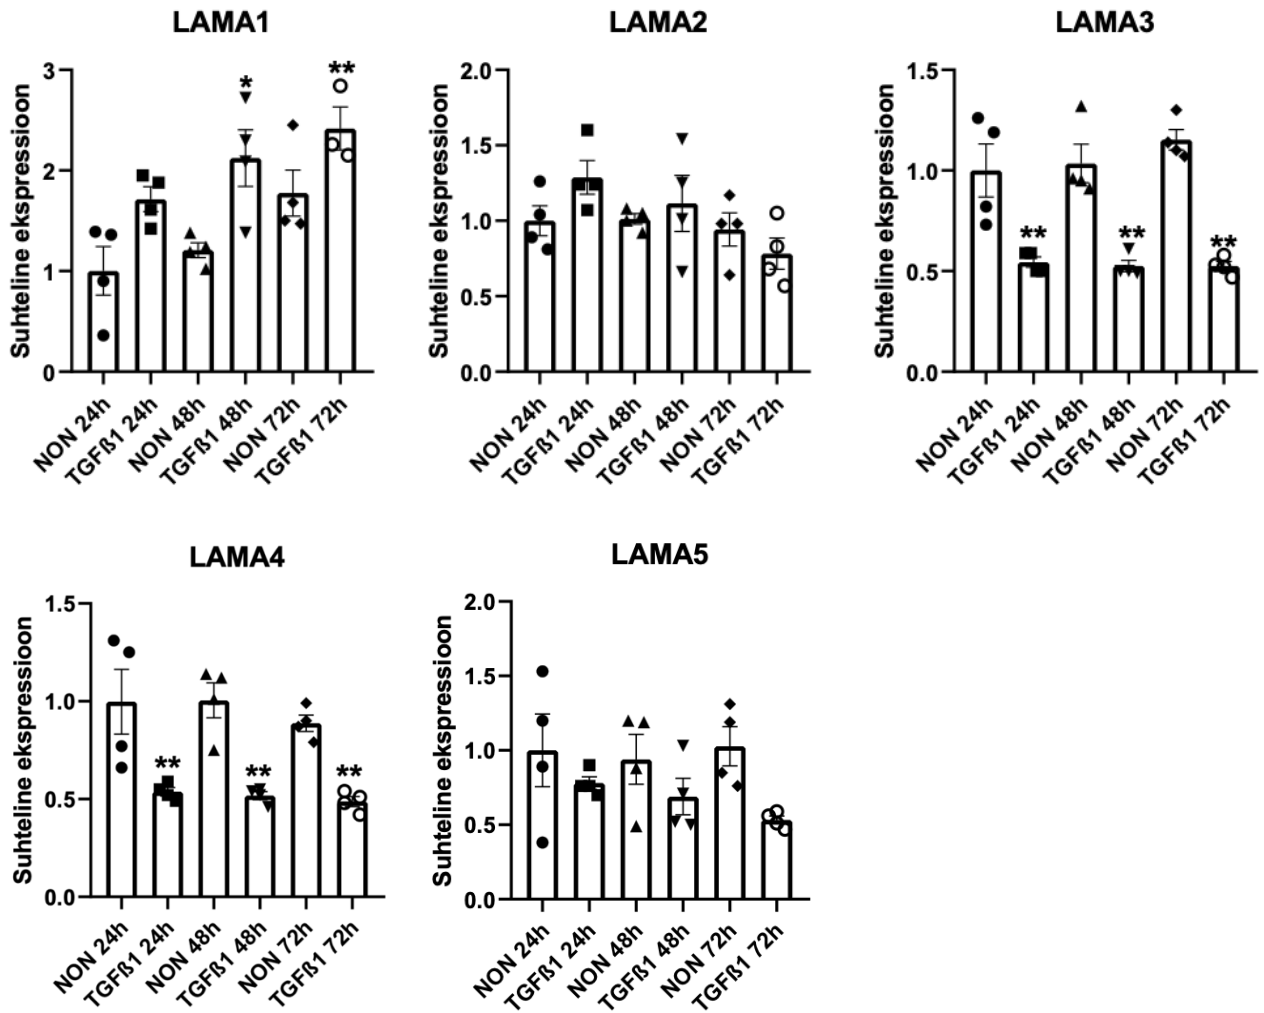 LAMA1
Suhteline ekspressioon
3
2
1
0
*
**
NON 24h
TGFß1 24h
NON 48h
TGFß1 48h
NON 72h
TGFß1 72h
LAMA2
Suhteline ekspressioon
2.0
1.5
1.0
0.5
0.0
NON 24h
TGFß1 24h
NON 48h
TGFß1 48h
NON 72h
TGFß1 72h
LAMA3
Suhteline ekspressioon
1.5
1.0
0.5
0.0
**
**
**
NON 24h
TGFß1 24h
NON 48h
TGFß1 48h
NON 72h
TGFß1 72h
LAMA4
Suhteline ekspressioon
1.5
1.0
0.5
0.0
**
**
**
NON 24h
TGFß1 24h
NON 48h
TGFß1 48h
NON 72h
TGFß1 72h
LAMA5
Suhteline ekspressioon
2.0
1.5
1.0
0.5
0.0
NON 24h
TGFß1 24h
NON 48h
TGFß1 48h
NON 72h
TGFß1 72h